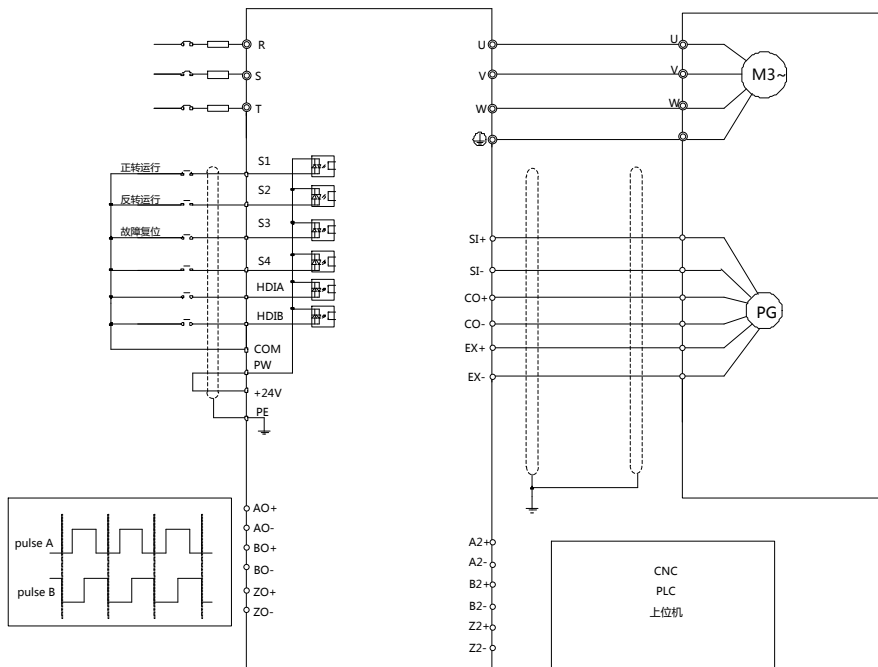 R
S
T
U
V
W
U
V
W
M3~
正转运行
S1
反转运行
S2
故障复位
S3
S4
HDIA
HDIB
COM
PW
+24V
PE
SI+
SI-
CO+
CO-
EX+
EX-
PG
AO+
AO-
BO+
BO-
ZO+
ZO-
pulse A
pulse B
A2+
A2-
B2+
B2-
Z2+
Z2-
CNC
PLC
上位机